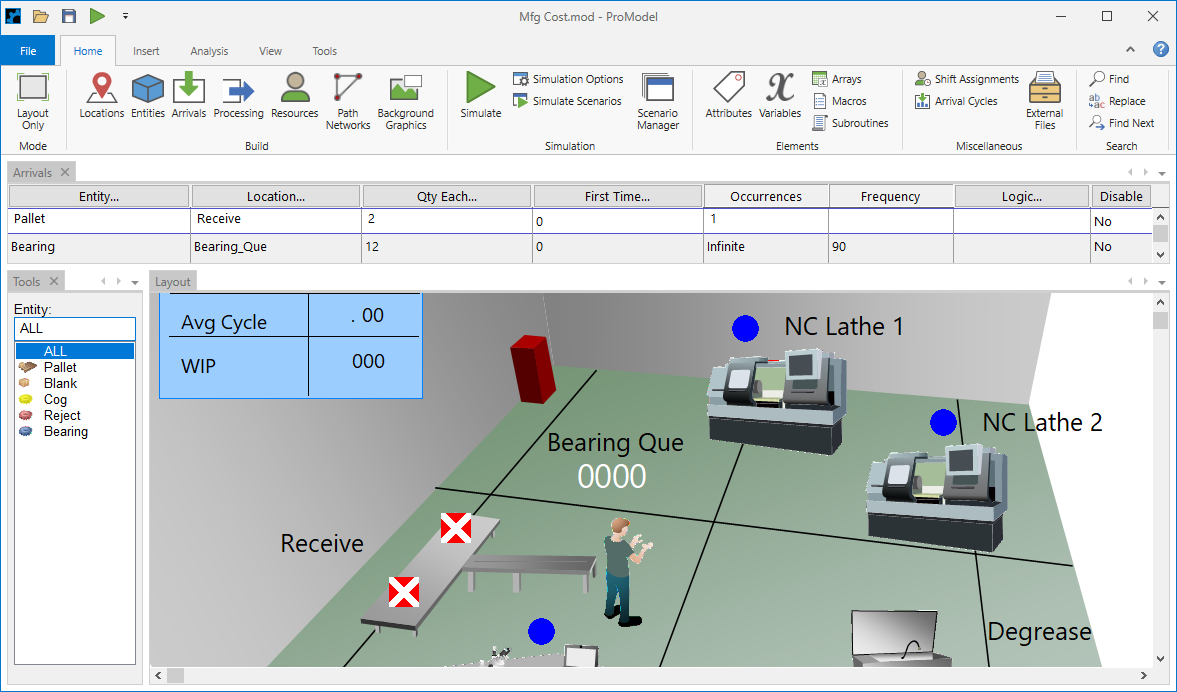 Mfg Cost.mod - ProModel
File Home Insert Analysis View Tools
Layout Only
Locations Entities Arrivals Processing Resources Path Networks Background Graphics
Simulate
Simulation Options
Simulate Scenarios
Scenario Manager
Attributes Variables
Arrays
Macros
Subroutines
Shift Assignments
Arrival Cycles
External Files
Find
Replace
Find Next
Mode Build Simulation Elements Miscellaneous Search
Arrivals
Entity... Location... Qty Each... First Time... Occurrences Frequency Logic... Disable
Pallet Receive 2 0 1 No
Bearing Bearing_Que 12 0 Infinite 90 No
Tools
Entity:
ALL
ALL
Pallet
Blank
Cog
Reject
Bearing
Layout
Avg Cycle . 00
WIP 000
NC Lathe 1
NC Lathe 2
Bearing Que
0000
Receive
Degrease